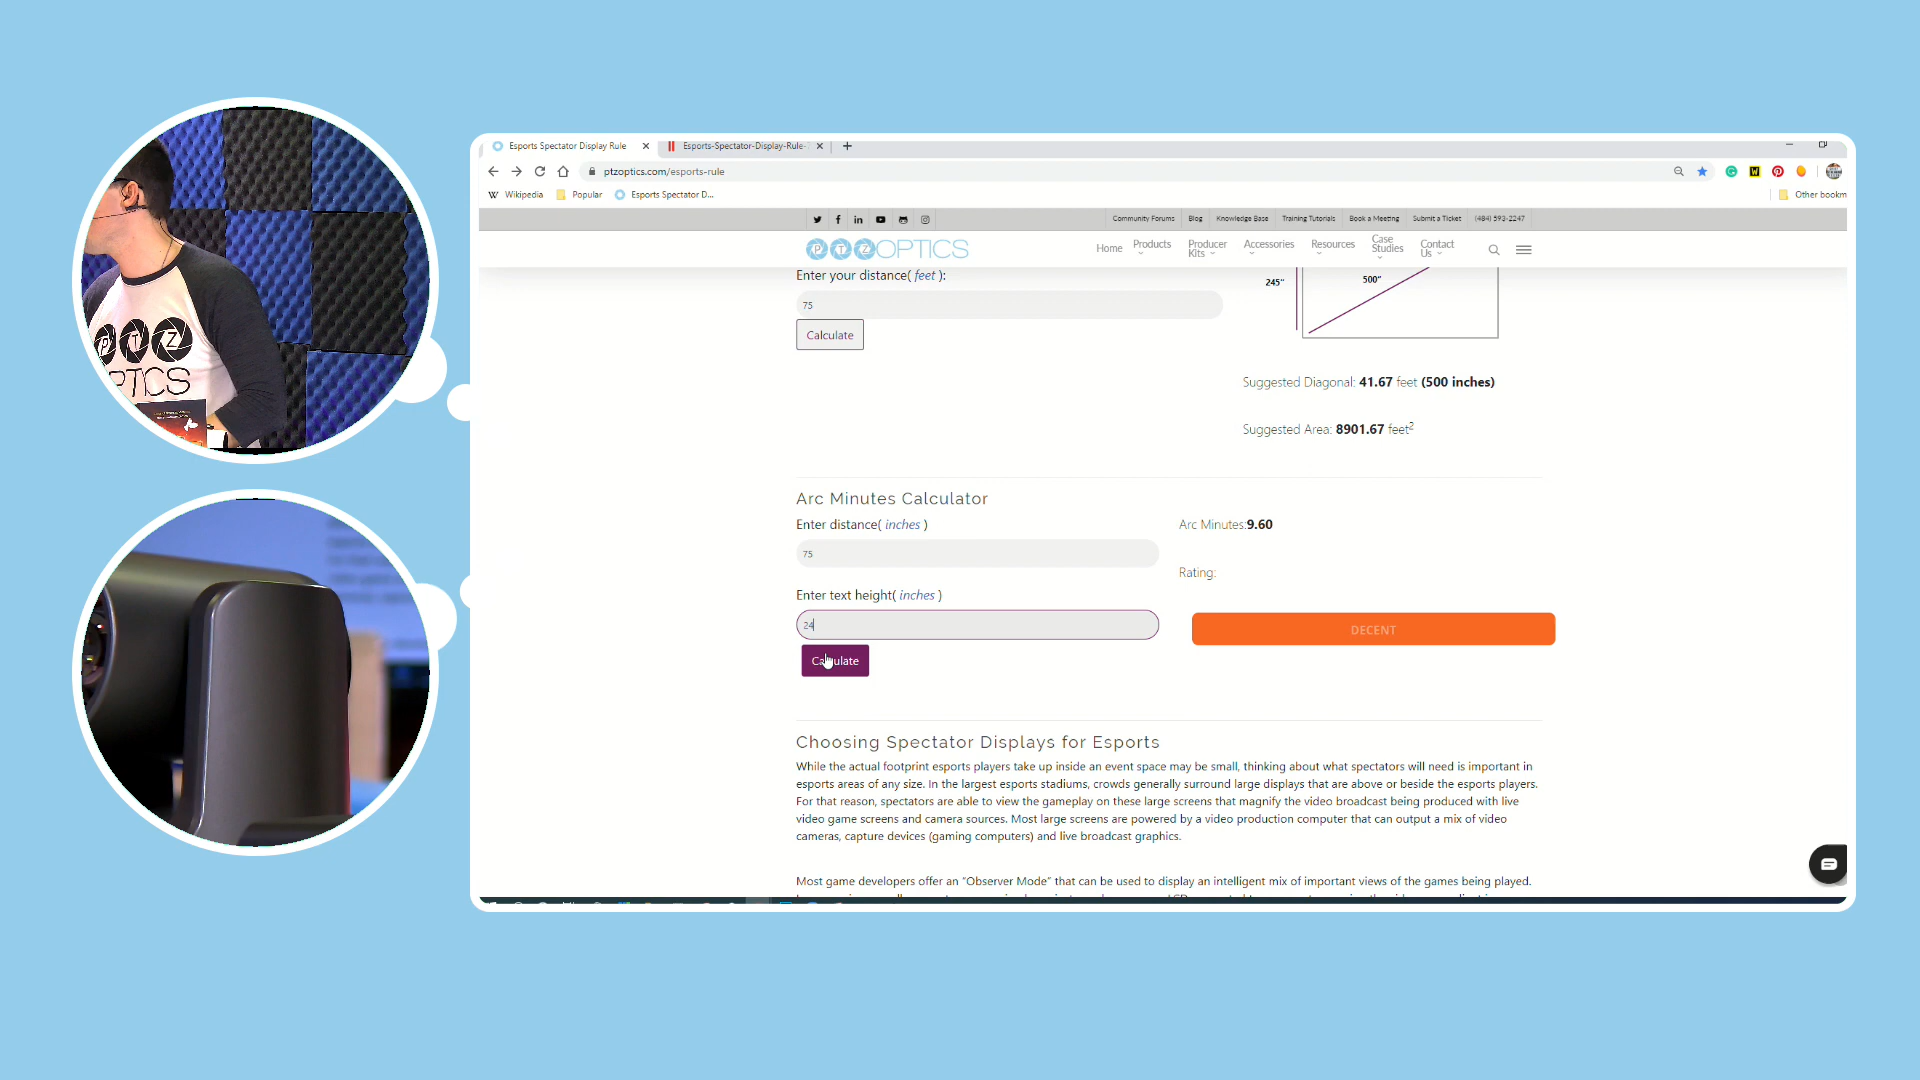 P T Z
OPTICS
Esports Spectator Display Rule
Esports-Spectator-Display-Rule-
ptzoptics.com/esports-rule
W Wikipedia Popular Esports Spectator D... Other bookm
Community Forums Blog Knowledge Base Training Tutorials Book a Meeting Submit a Ticket (484) 593-2247
PTZOPTICS
Home Products Producer Kits Accessories Resources Case Studies Contact Us
Enter your distance( feet ):
75
Calculate
245"
500"
Suggested Diagonal: 41.67 feet (500 inches)
Suggested Area: 8901.67 feet2
Arc Minutes Calculator
Enter distance( inches )
75
Enter text height( inches )
24
Calculate
Arc Minutes:9.60
Rating:
DECENT
Choosing Spectator Displays for Esports
While the actual footprint esports players take up inside an event space may be small, thinking about what spectators will need is important in
esports areas of any size. In the largest esports stadiums, crowds generally surround large displays that are above or beside the esports players.
For that reason, spectators are able to view the gameplay on these large screens that magnify the video broadcast being produced with live
video game screens and camera sources. Most large screens are powered by a video production computer that can output a mix of video
cameras, capture devices (gaming computers) and live broadcast graphics.
Most game developers offer an “Observer Mode” that can be used to display an intelligent mix of important views of the games being played.